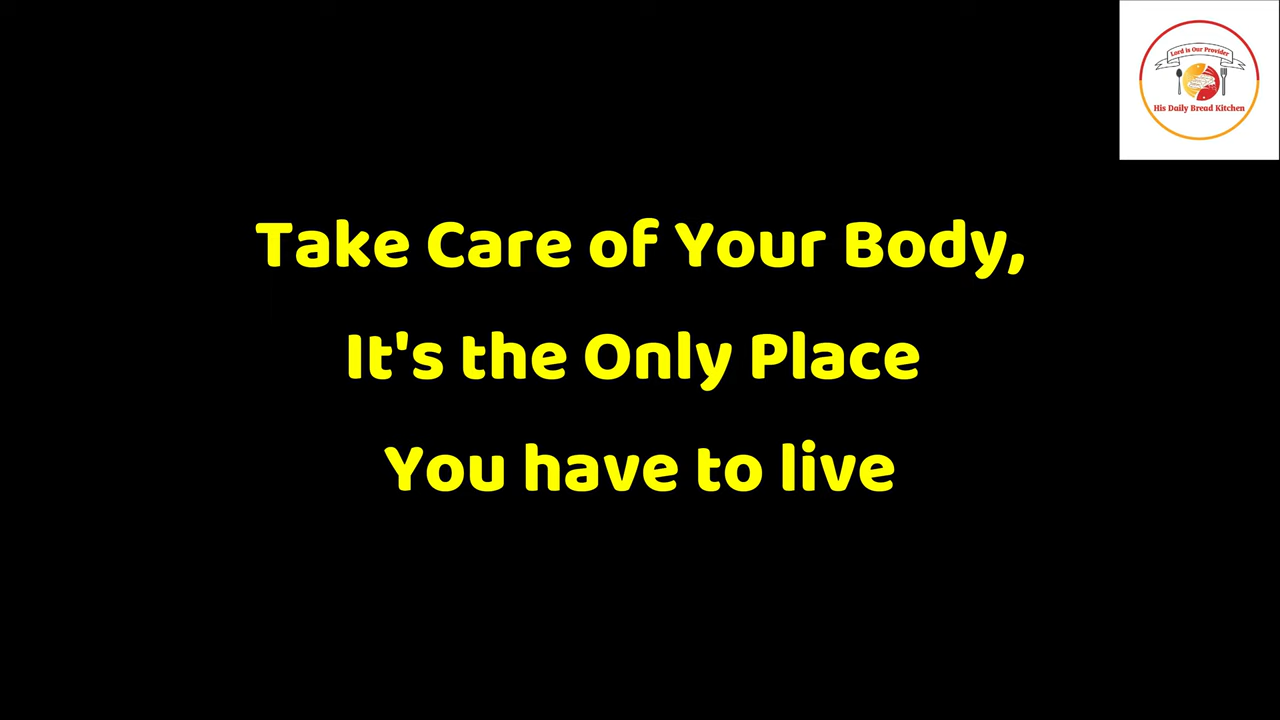 Lord is Our Provider
His Daily Bread Kitchen
Take Care of Your Body,
It's the Only Place
You have to live